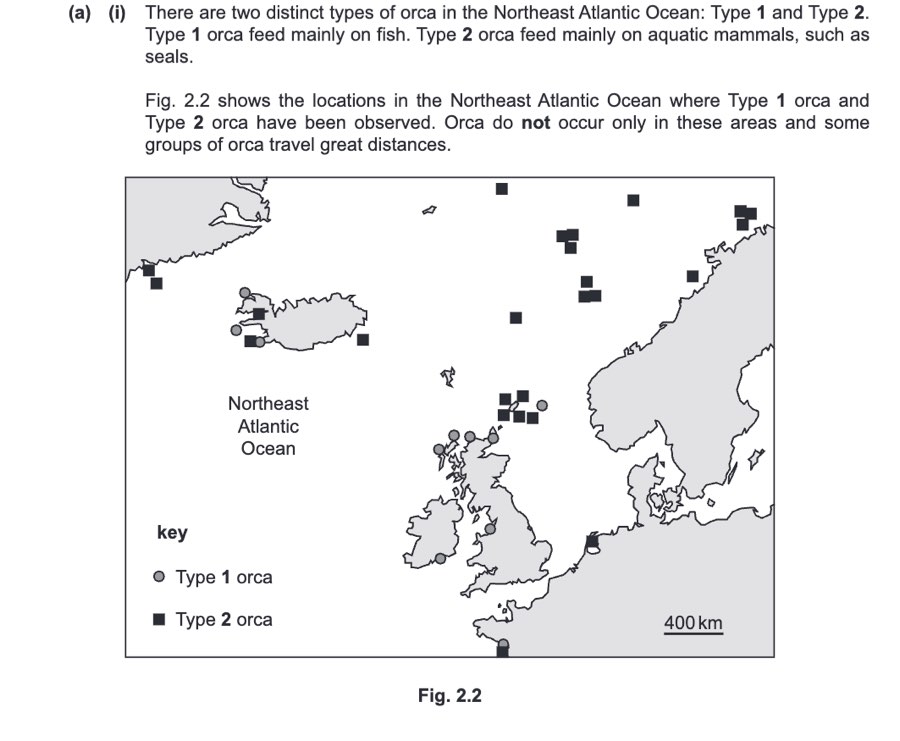 (a) (i) There are two distinct types of orca in the Northeast Atlantic Ocean: Type 1 and Type 2.
Type 1 orca feed mainly on fish. Type 2 orca feed mainly on aquatic mammals, such as
seals.
Fig. 2.2 shows the locations in the Northeast Atlantic Ocean where Type 1 orca and
Type 2 orca have been observed. Orca do not occur only in these areas and some
groups of orca travel great distances.
Northeast
Atlantic
Ocean
key
Type 1 orca
Type 2 orca
400 km
Fig. 2.2